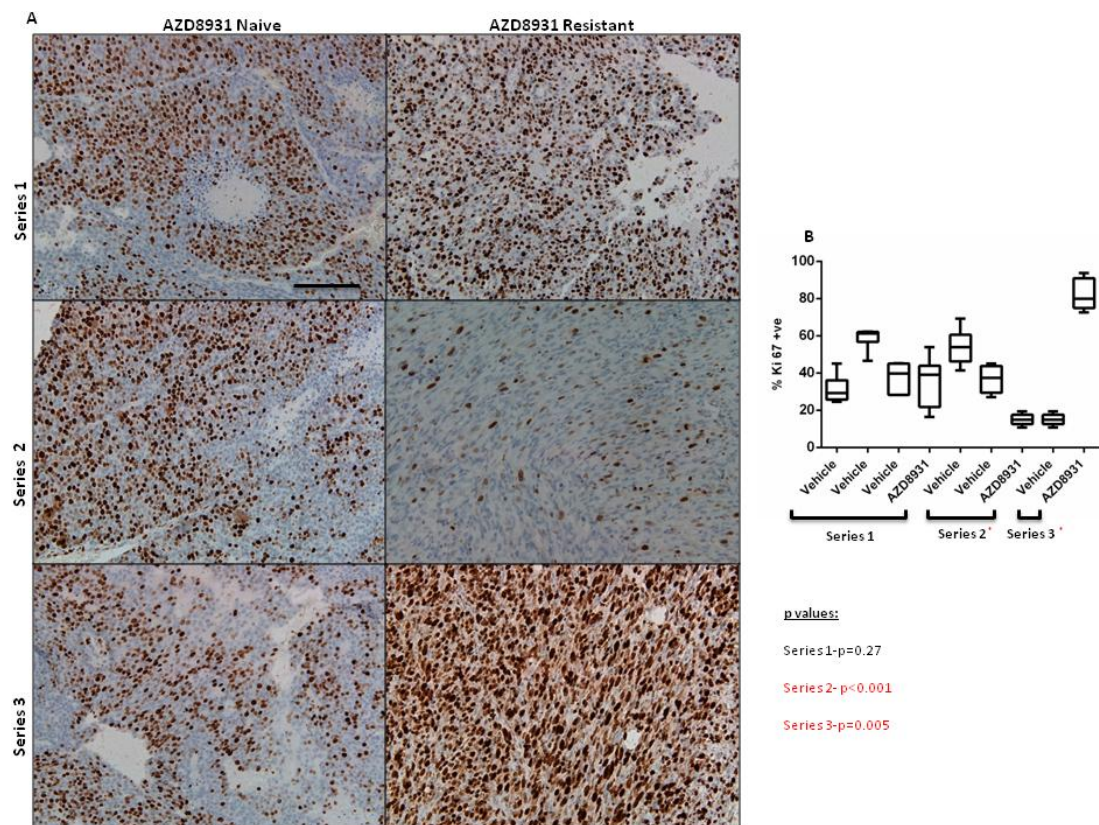 A
AZD8931 Naive
AZD8931 Resistant
Series 1
Series 2
Series 3
B
% Ki 67 +ve
100
80
60
40
20
0
Vehicle
Vehicle
Vehicle
AZD8931
Vehicle
Vehicle
AZD8931
Vehicle
AZD8931
Series 1
Series 2 *
Series 3 *
p values:
Series 1-p=0.27
Series 2- p<0.001
Series 3-p=0.005